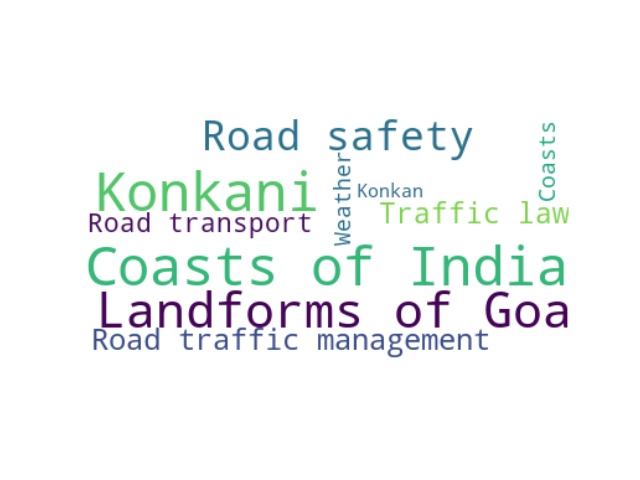 Road safety
Coasts
Konkani
Weather
Konkan
Traffic law
Road transport
Coasts of India
Landforms of Goa
Road traffic management